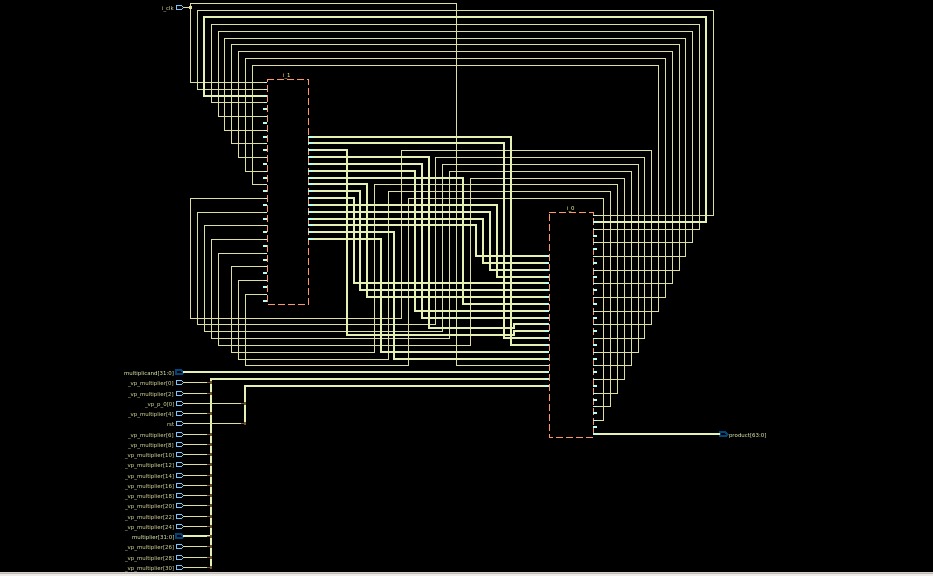 i_clk
i_1
i_0
multiplicand[31:0]
_vp_multiplier[0]
_vp_multiplier[2]
_vp_p_0[0]
_vp_multiplier[4]
rst
_vp_multiplier[6]
_vp_multiplier[8]
product[63:0]
_vp_multiplier[10]
_vp_multiplier[12]
_vp_multiplier[14]
_vp_multiplier[16]
_vp_multiplier[18]
_vp_multiplier[20]
_vp_multiplier[22]
_vp_multiplier[24]
multiplier[31:0]
_vp_multiplier[26]
_vp_multiplier[28]
_vp_multiplier[30]